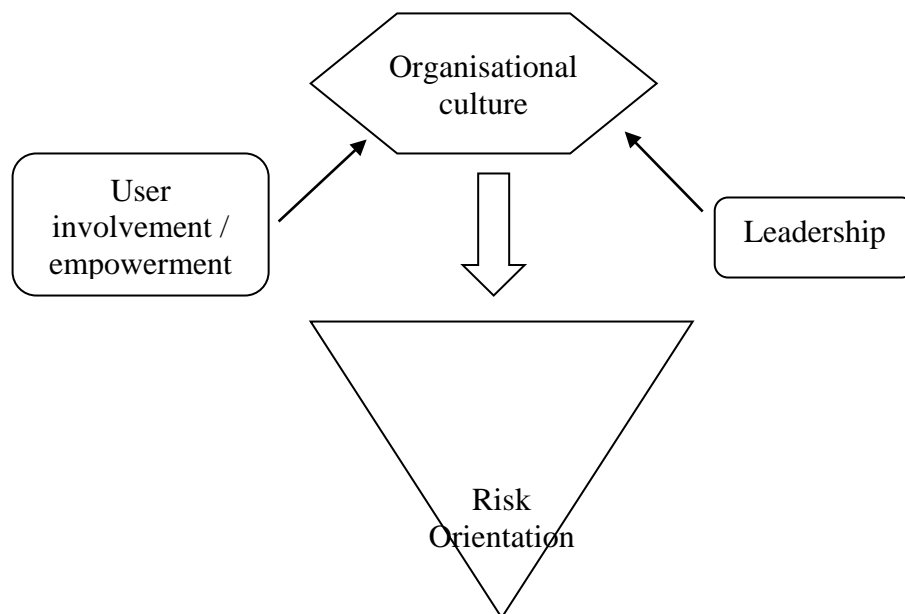 Organisational
culture
User
involvement /
empowerment
Leadership
Risk
Orientation